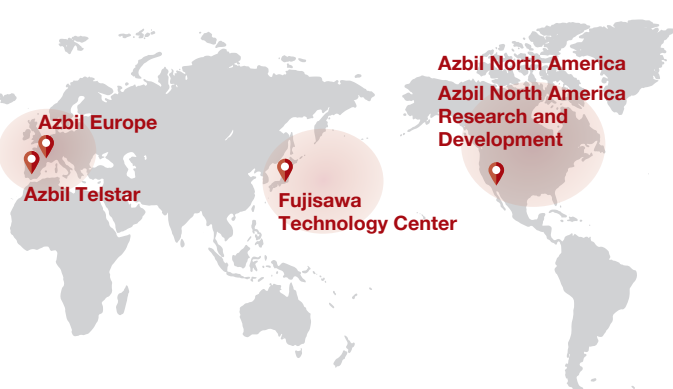 Azbil North America
Azbil North America
Research and
Development
Azbil Europe
Azbil Telstar
Fujisawa
Technology Center